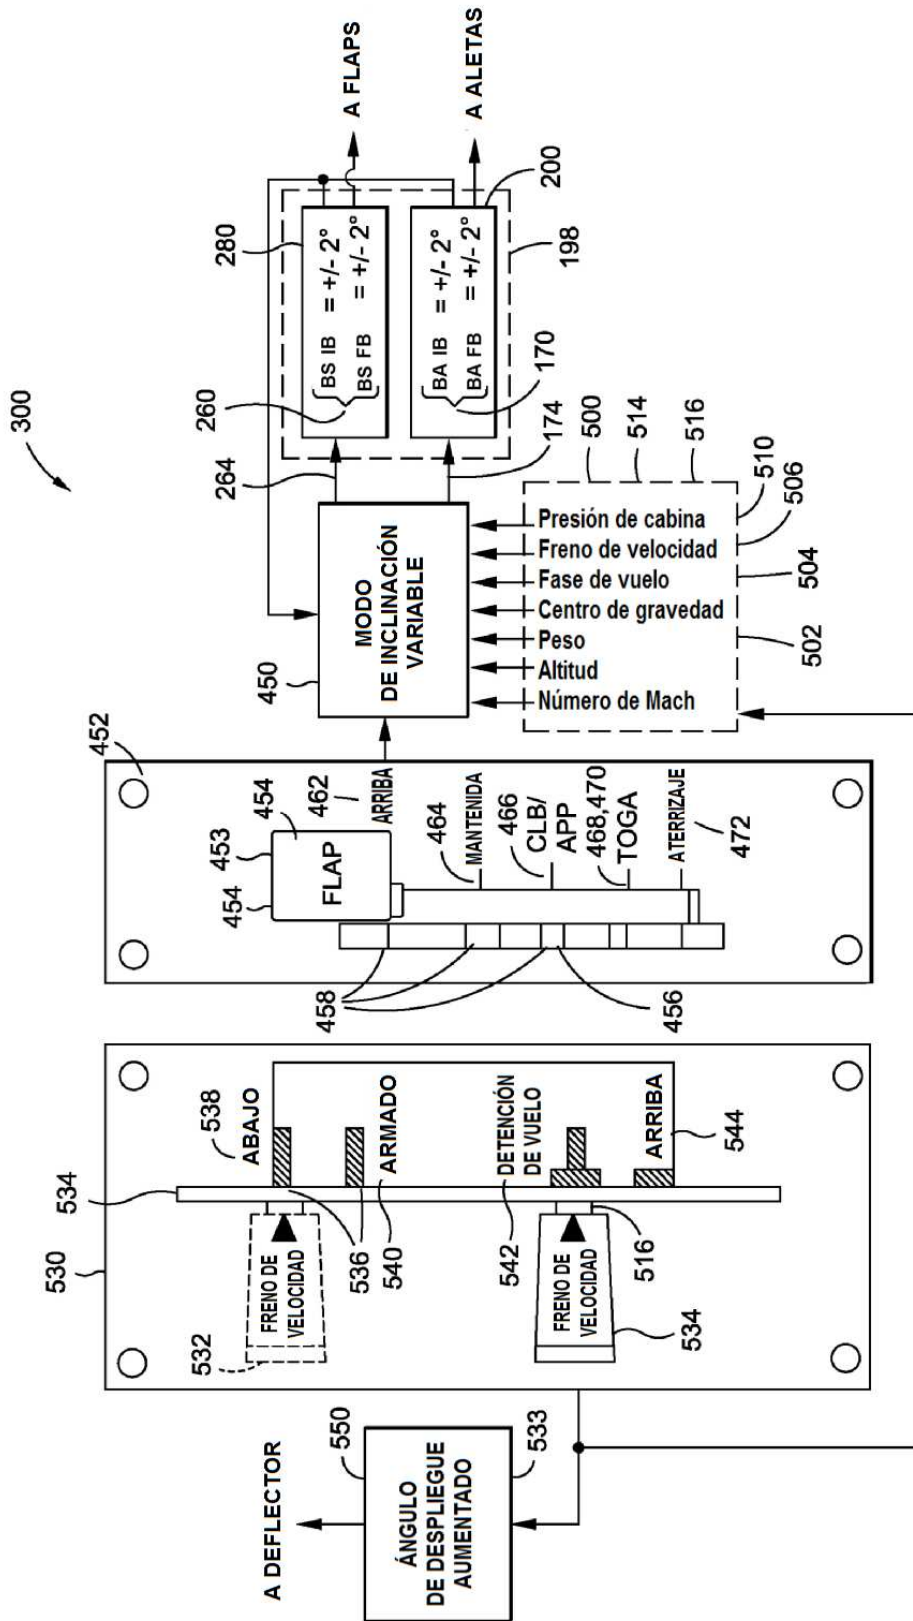 300
530
532
534
538
ABAJO
FRENO DE
VELOCIDAD
536
540
ARMADO
542
DETENCIÓN
DE VUELO
FRENO DE
VELOCIDAD
516
534
ARRIBA
544
A DEFLECTOR
550
ÁNGULO
DE DESPLIEGUE
AUMENTADO
533
452
453
454
454
FLAP
462
ARRIBA
464
MANTENIDA
466
CLB/
APP
468,470
TOGA
ATERRIZAJE
472
458
456
450
MODO
DE INCLINACIÓN
VARIABLE
264
174
260
280
BS IB = +/- 2°
BS FB = +/- 2°
BA IB = +/- 2°
BA FB = +/- 2°
170
200
198
A FLAPS
A ALETAS
500
514
516
510
506
504
502
Presión de cabina
Freno de velocidad
Fase de vuelo
Centro de gravedad
Peso
Altitud
Número de Mach